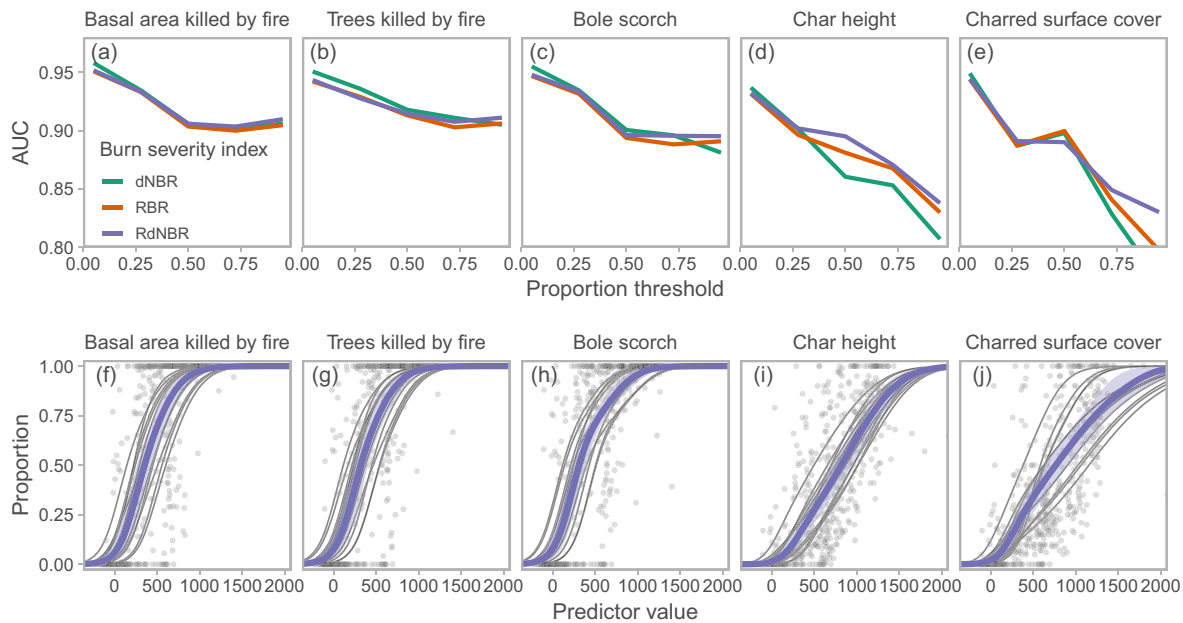 Basal area killed by fire Trees killed by fire Bole scorch Char height Charred surface cover
(a) (b) (c) (d) (e)
0.95
0.90
0.85
0.80
AUC
Burn severity index
dNBR
RBR
RdNBR
0.00 0.25 0.50 0.75 0.00 0.25 0.50 0.75 0.00 0.25 0.50 0.75 0.00 0.25 0.50 0.75 0.00 0.25 0.50 0.75
Proportion threshold
Basal area killed by fire Trees killed by fire Bole scorch Char height Charred surface cover
(f) (g) (h) (i) (j)
1.00
0.75
0.50
0.25
0.00
Proportion
0 500 1000 1500 2000 0 500 1000 1500 2000 0 500 1000 1500 2000 0 500 1000 1500 2000 0 500 1000 1500 2000
Predictor value